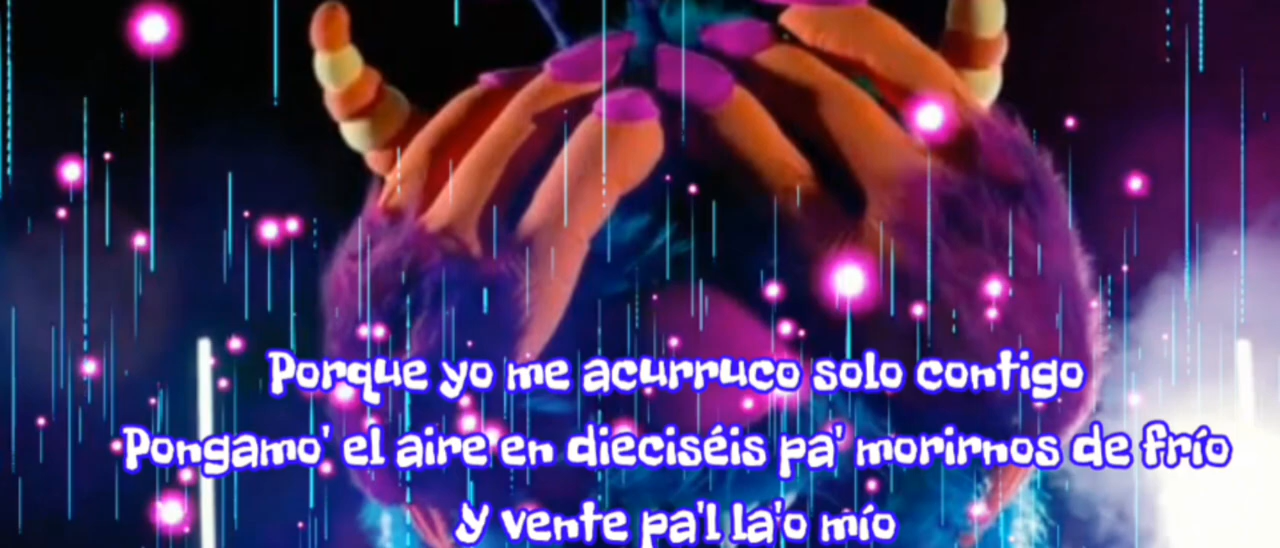 Porque yo me acurruco solo contigo
Pongamo' el aire en dieciséis pa' morirnos de frío
y vente pa'l la'o mío